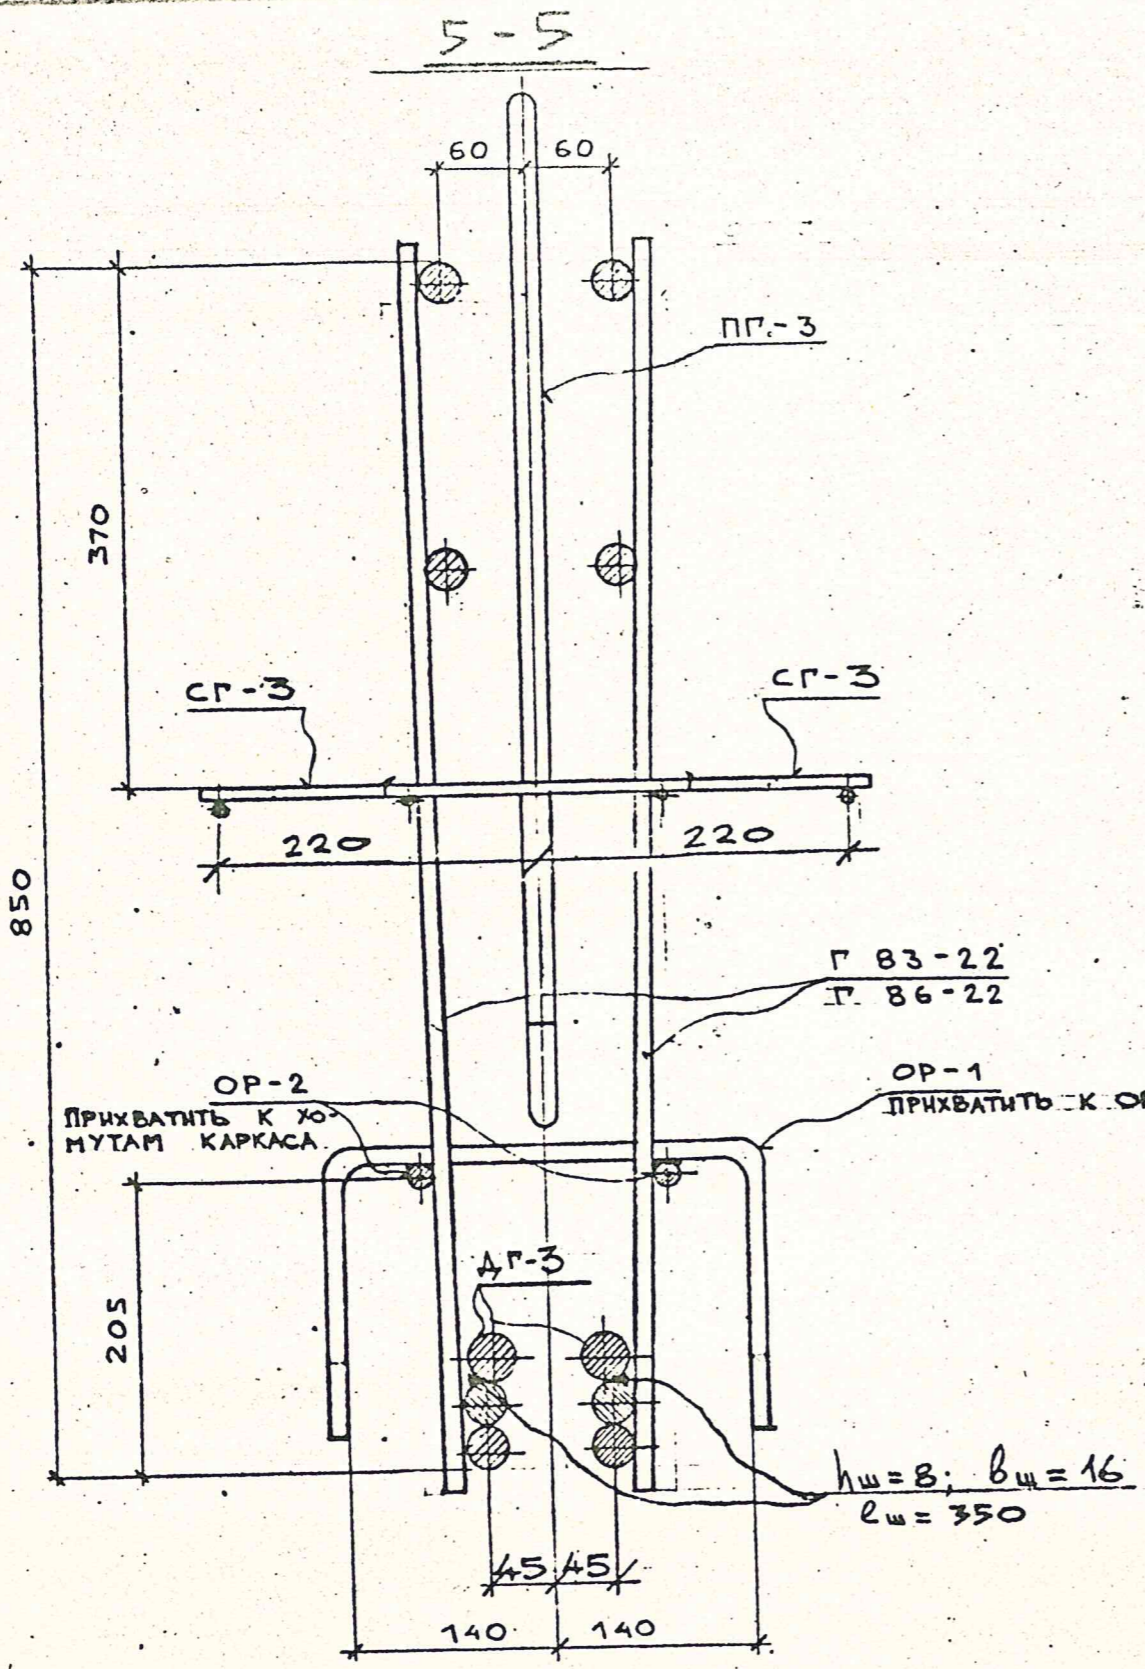 5-5
60 60
ПГ.-3
370
СГ-3
СГ-3
220
220
850
Г 83-22
Г. 86-22
ОР-2
ПРИХВАТИТЬ К ХО-
МУТАМ КАРКАСА.
ОР-1
ПРИХВАТИТЬ К
205
ДГ-3
hш=8; вш=16
ℓш=350
45 45
140 140